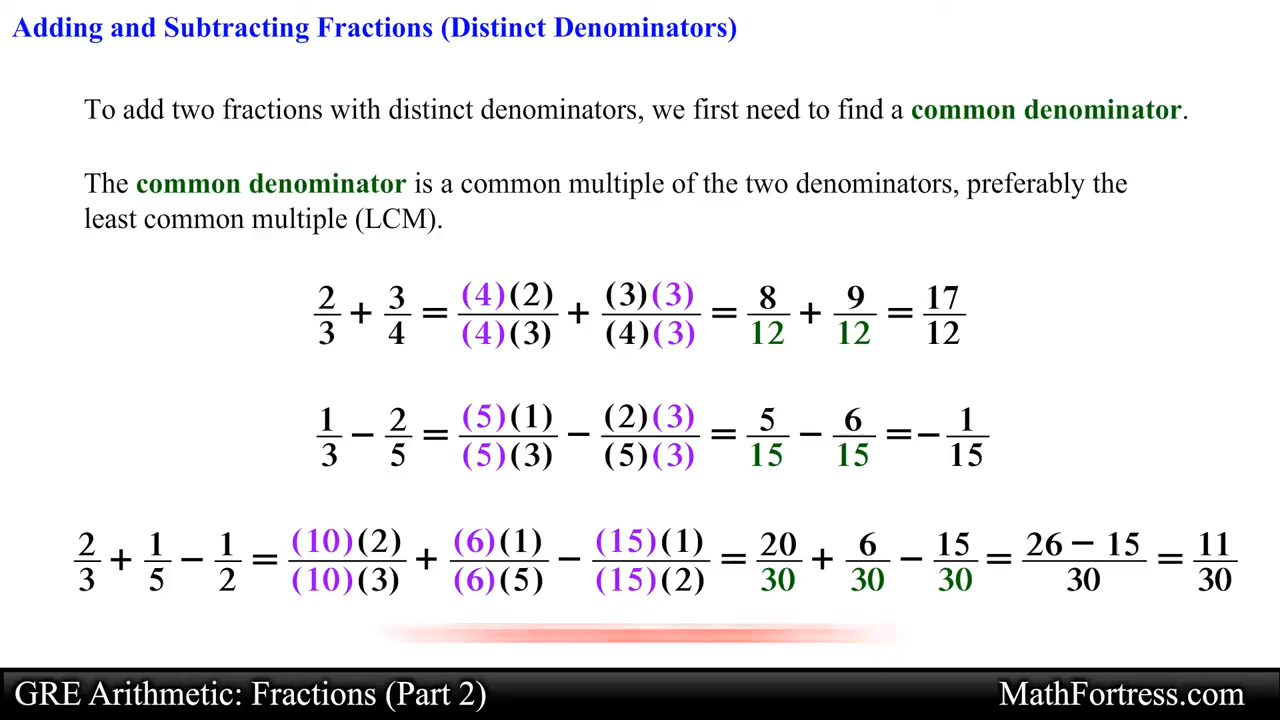 Adding and Subtracting Fractions (Distinct Denominators)
To add two fractions with distinct denominators, we first need to find a common denominator.
The common denominator is a common multiple of the two denominators, preferably the
least common multiple (LCM).
2/3 + 3/4 = (4)(2)/(4)(3) + (3)(3)/(4)(3) = 8/12 + 9/12 = 17/12
1/3 − 2/5 = (5)(1)/(5)(3) − (2)(3)/(5)(3) = 5/15 − 6/15 = − 1/15
2/3 + 1/5 − 1/2 = (10)(2)/(10)(3) + (6)(1)/(6)(5) − (15)(1)/(15)(2) = 20/30 + 6/30 − 15/30 = 26 − 15/30 = 11/30
GRE Arithmetic: Fractions (Part 2)
MathFortress.com